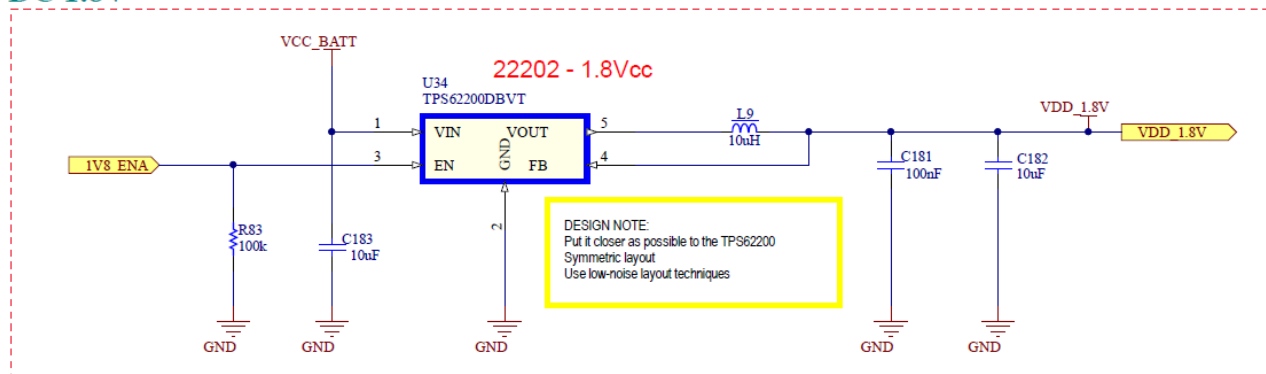 VCC_BATT
22202 - 1.8Vcc
U34
TPS62200DBVT
VDD_1.8V
L9
10uH
1
VIN
VOUT
5
VDD_1.8V
1V8_ENA
3
EN
GND
FB
4
C181
100nF
C182
10uF
R83
100k
C183
10uF
2
DESIGN NOTE:
Put it closer as possible to the TPS62200
Symmetric layout
Use low-noise layout techniques
GND
GND
GND
GND
GND